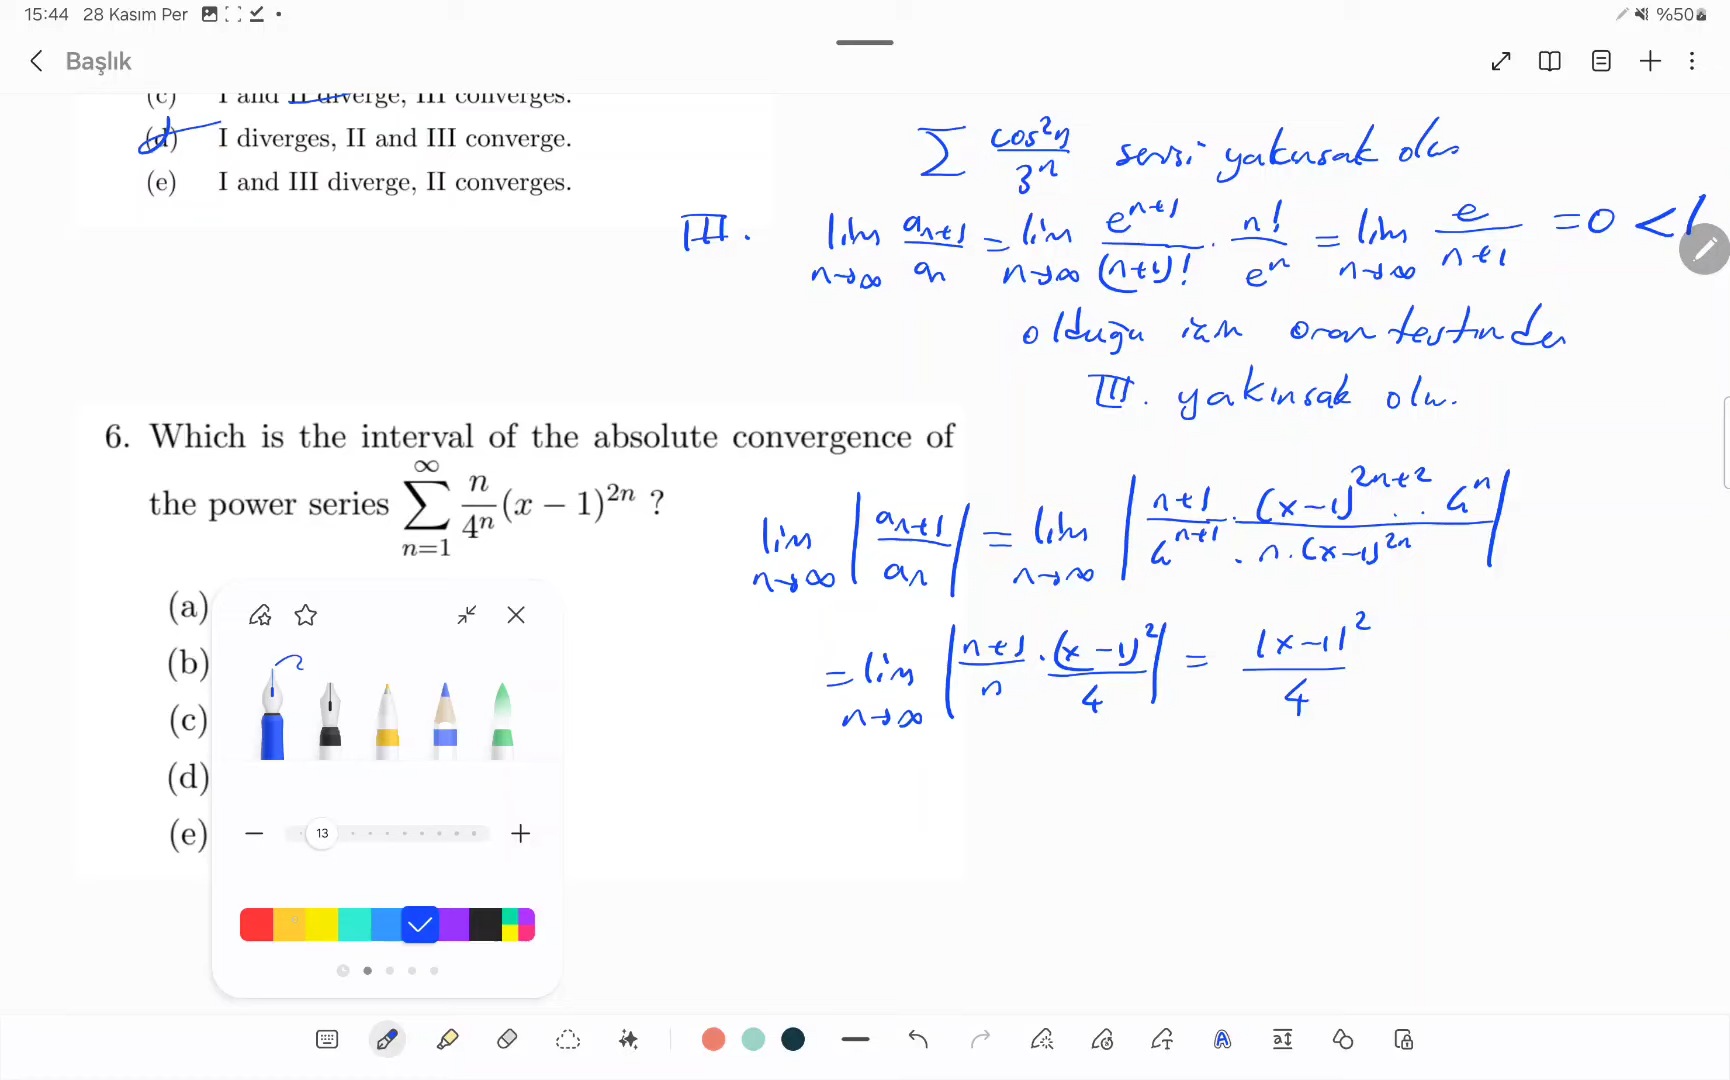 15:44 28 Kasım Per %50
Başlık
(c) I and II diverge, III converges.
(d) I diverges, II and III converge.
(e) I and III diverge, II converges.
∑ cos²n / 3ⁿ serisi yakınsak olur
III. lim n→∞ aₙ₊₁/aₙ = lim n→∞ eⁿ⁺¹/(n+1)! · n!/eⁿ = lim n→∞ e/(n+1) = 0 < 1
olduğu için oran testinden
III. yakınsak olur.
6. Which is the interval of the absolute convergence of
the power series ∑ n=1 ∞ n/4ⁿ (x − 1)²ⁿ ?
lim n→∞ |aₙ₊₁/aₙ| = lim n→∞ |(n+1)/4ⁿ⁺¹ · (x−1)²ⁿ⁺² · 4ⁿ / n·(x−1)²ⁿ|
= lim n→∞ |(n+1)/n · (x−1)²/4| = |x−1|²/4
(a)
(b)
(c)
(d)
(e)
13